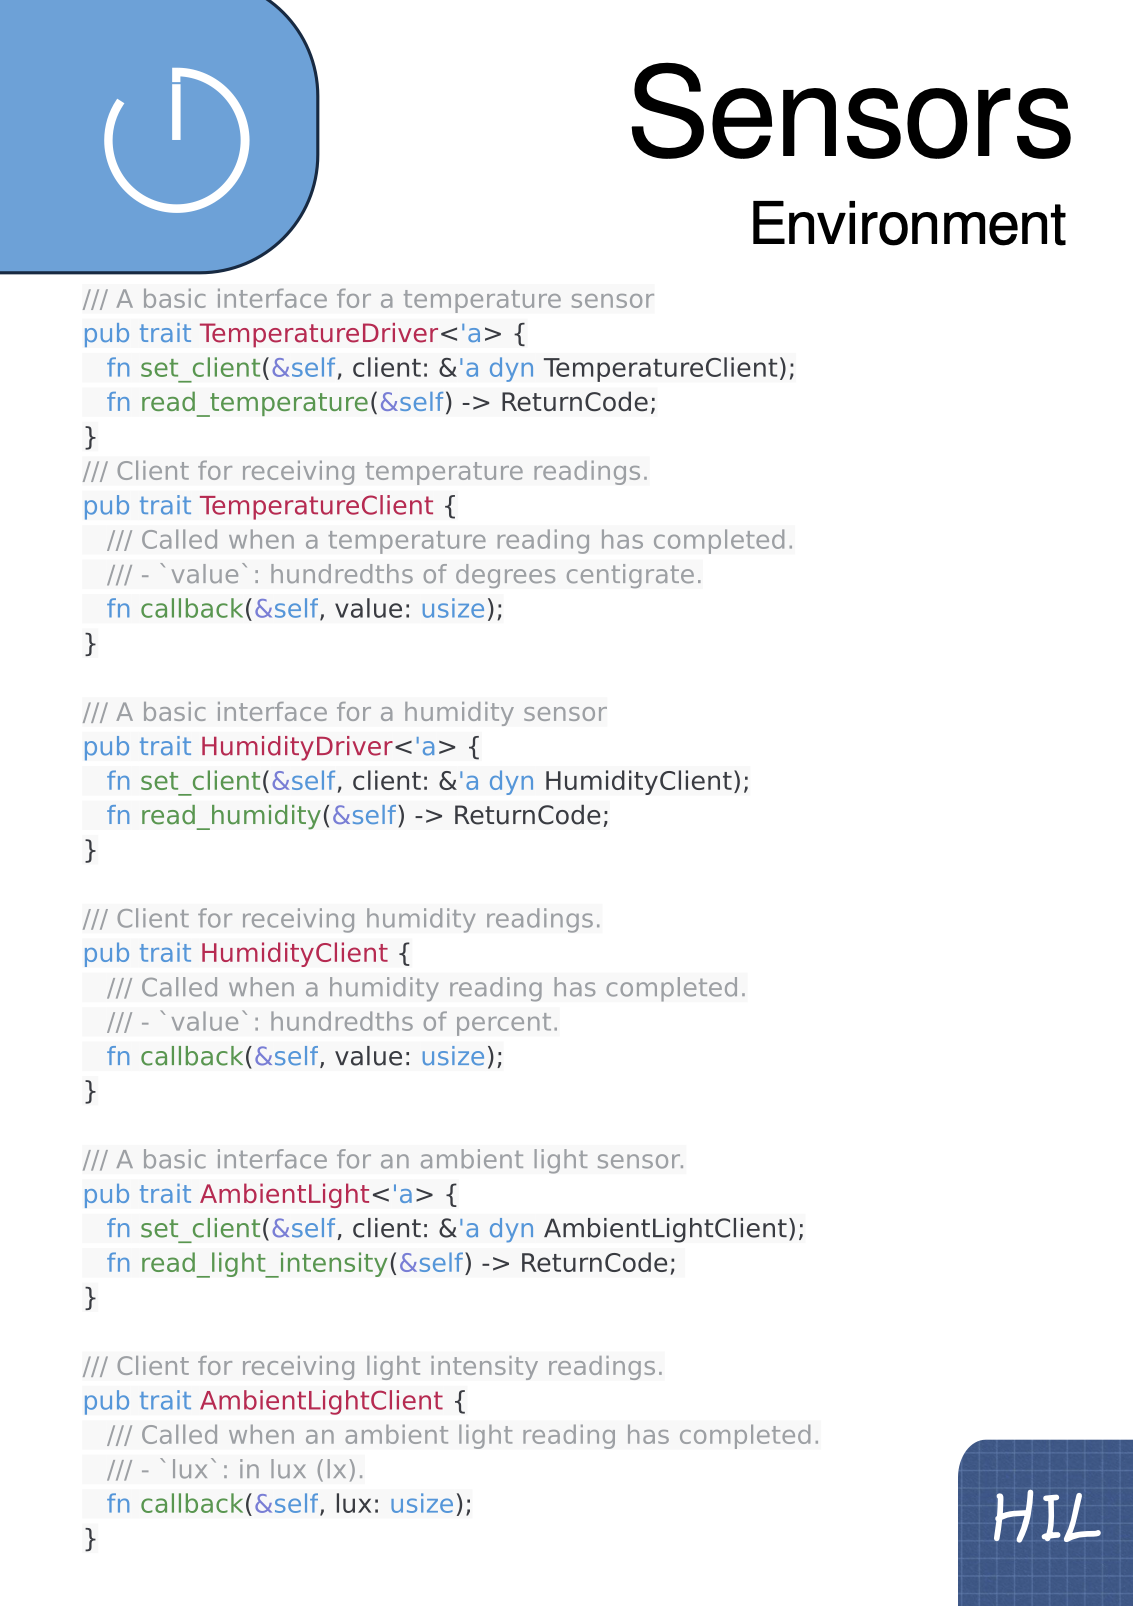 Sensors
Environment
/// A basic interface for a temperature sensor
pub trait TemperatureDriver<'a> {
   fn set_client(&self, client: &'a dyn TemperatureClient);
   fn read_temperature(&self) -> ReturnCode;
}
/// Client for receiving temperature readings.
pub trait TemperatureClient {
   /// Called when a temperature reading has completed.
   /// - `value`: hundredths of degrees centigrate.
   fn callback(&self, value: usize);
}

/// A basic interface for a humidity sensor
pub trait HumidityDriver<'a> {
   fn set_client(&self, client: &'a dyn HumidityClient);
   fn read_humidity(&self) -> ReturnCode;
}

/// Client for receiving humidity readings.
pub trait HumidityClient {
   /// Called when a humidity reading has completed.
   /// - `value`: hundredths of percent.
   fn callback(&self, value: usize);
}

/// A basic interface for an ambient light sensor.
pub trait AmbientLight<'a> {
   fn set_client(&self, client: &'a dyn AmbientLightClient);
   fn read_light_intensity(&self) -> ReturnCode;
}

/// Client for receiving light intensity readings.
pub trait AmbientLightClient {
   /// Called when an ambient light reading has completed.
   /// - `lux`: in lux (lx).
   fn callback(&self, lux: usize);
}
HIL